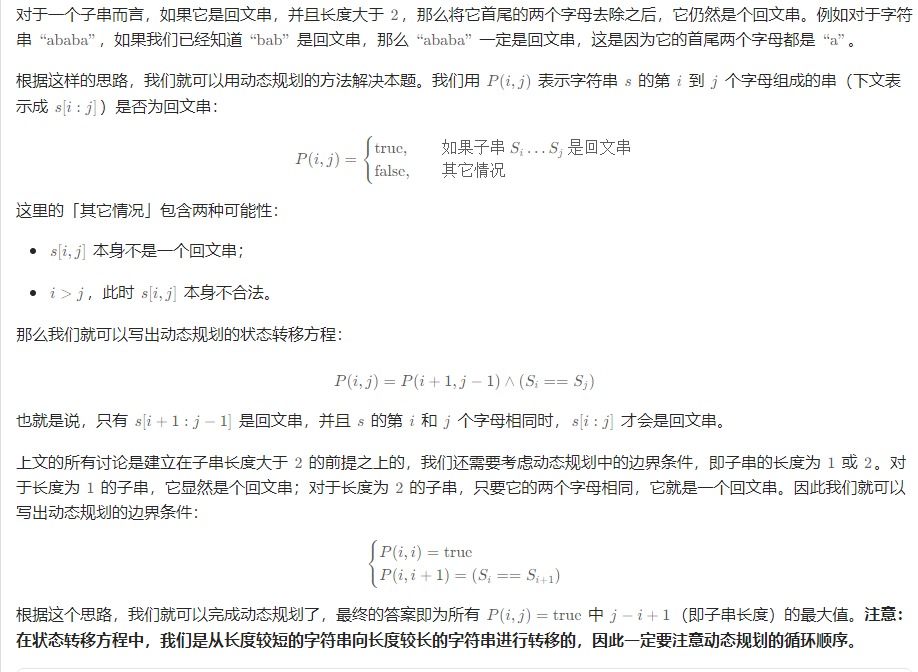 对于一个子串而言，如果它是回文串，并且长度大于 2，那么将它首尾的两个字母去除之后，它仍然是个回文串。例如对于字符
串 “ababa”，如果我们已经知道 “bab” 是回文串，那么 “ababa” 一定是回文串，这是因为它的首尾两个字母都是 “a”。
根据这样的思路，我们就可以用动态规划的方法解决本题。我们用 P(i, j) 表示字符串 s 的第 i 到 j 个字母组成的串（下文表
示成 s[i : j]）是否为回文串：
P(i, j) = { true, 如果子串 S_i … S_j 是回文串
false, 其它情况
这里的「其它情况」包含两种可能性：
• s[i, j] 本身不是一个回文串；
• i > j，此时 s[i, j] 本身不合法。
那么我们就可以写出动态规划的状态转移方程：
P(i, j) = P(i + 1, j − 1) ∧ (S_i == S_j)
也就是说，只有 s[i + 1 : j − 1] 是回文串，并且 s 的第 i 和 j 个字母相同时，s[i : j] 才会是回文串。
上文的所有讨论是建立在子串长度大于 2 的前提之上的，我们还需要考虑动态规划中的边界条件，即子串的长度为 1 或 2。对
于长度为 1 的子串，它显然是个回文串；对于长度为 2 的子串，只要它的两个字母相同，它就是一个回文串。因此我们就可以
写出动态规划的边界条件：
{ P(i, i) = true
P(i, i + 1) = (S_i == S_{i+1})
根据这个思路，我们就可以完成动态规划了，最终的答案即为所有 P(i, j) = true 中 j − i + 1（即子串长度）的最大值。注意：
在状态转移方程中，我们是从长度较短的字符串向长度较长的字符串进行转移的，因此一定要注意动态规划的循环顺序。